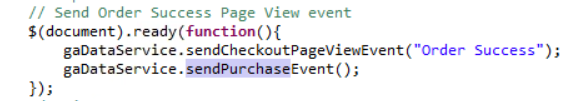 // Send Order Success Page View event
$(document).ready(function(){
gaDataService.sendCheckoutPageViewEvent("Order Success");
gaDataService.sendPurchaseEvent();
});